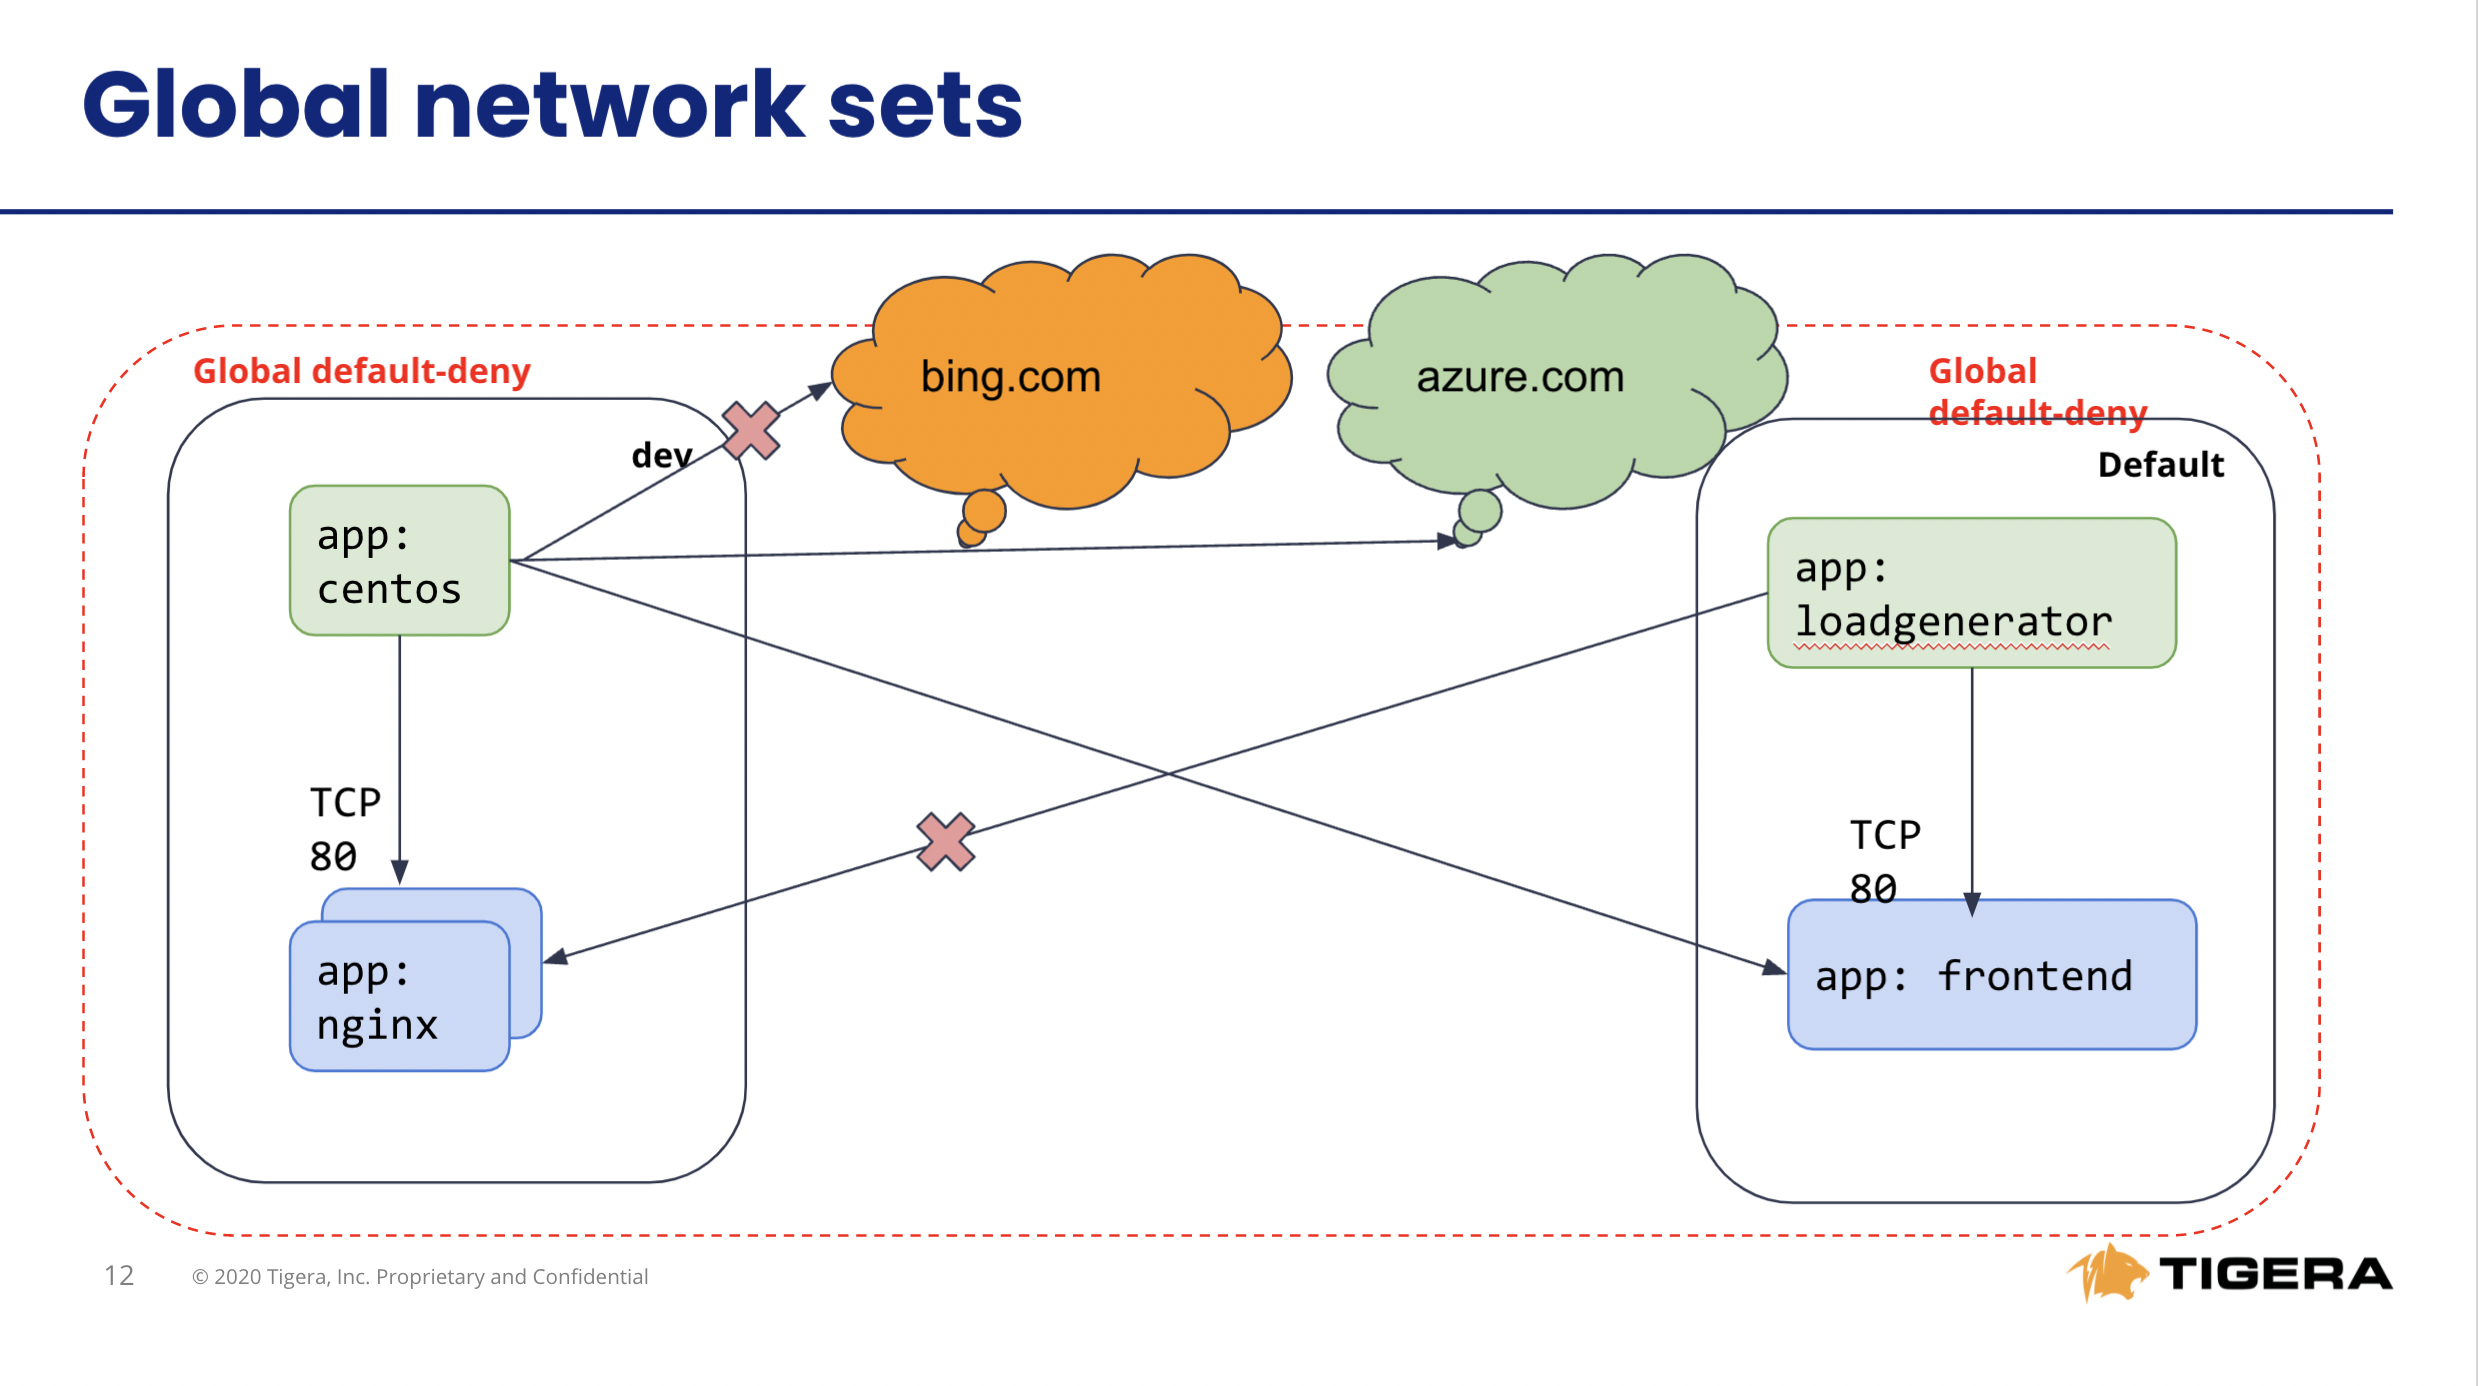 Global network sets
Global default-deny
bing.com
azure.com
Global
default-deny
dev
Default
app:
centos
app:
loadgenerator
TCP
80
TCP
80
app:
nginx
app: frontend
12
© 2020 Tigera, Inc. Proprietary and Confidential
TIGERA